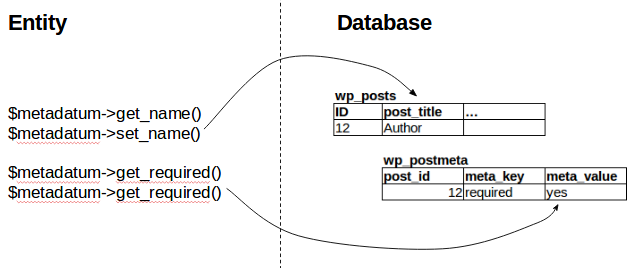 Entity
Database
$metadatum->get_name()
$metadatum->set_name()
$metadatum->get_required()
$metadatum->get_required()
wp_posts
ID post_title ...
12 Author
wp_postmeta
post_id meta_key meta_value
12 required yes